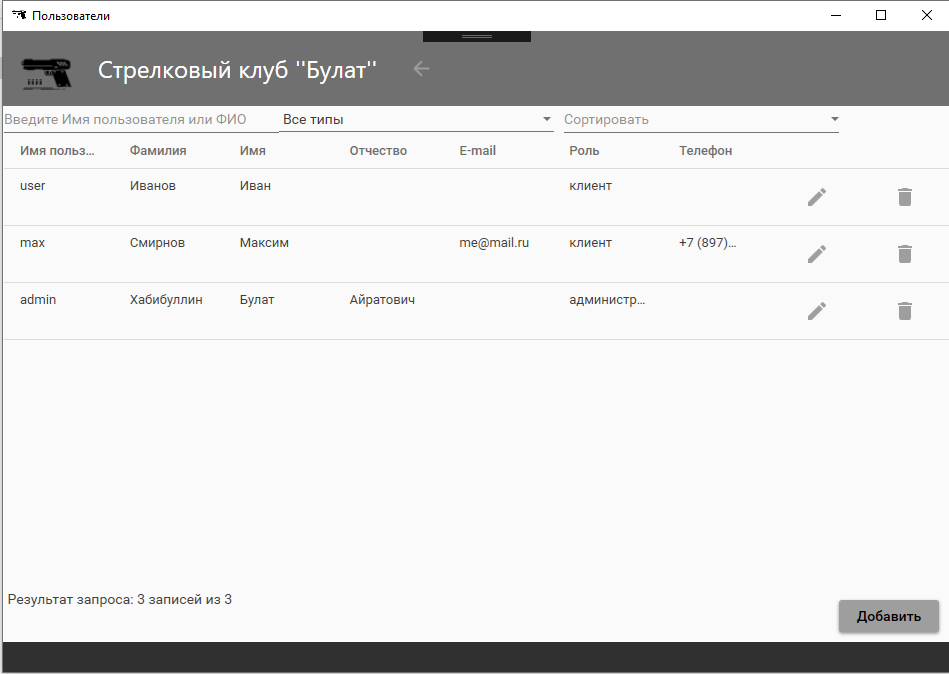 Пользователи
Стрелковый клуб "Булат"
Введите Имя пользователя или ФИО Все типы Сортировать
Имя польз... Фамилия Имя Отчество E-mail Роль Телефон
user Иванов Иван клиент
max Смирнов Максим me@mail.ru клиент +7 (897)...
admin Хабибуллин Булат Айратович администр...
Результат запроса: 3 записей из 3
Добавить